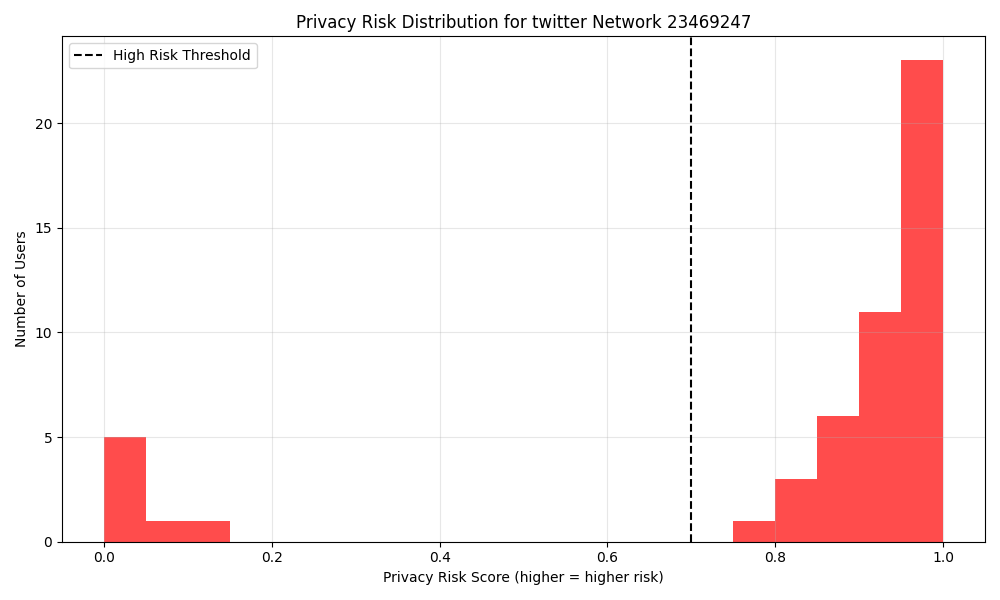 Privacy Risk Distribution for twitter Network 23469247
High Risk Threshold
Number of Users
20
15
10
5
0
0.0 0.2 0.4 0.6 0.8 1.0
Privacy Risk Score (higher = higher risk)